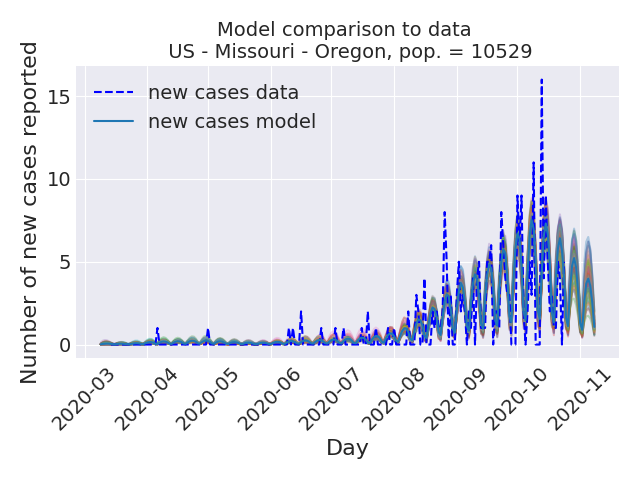 Model comparison to data
US - Missouri - Oregon, pop. = 10529
Number of new cases reported
15
10
5
0
new cases data
new cases model
2020-03
2020-04
2020-05
2020-06
2020-07
2020-08
2020-09
2020-10
2020-11
Day